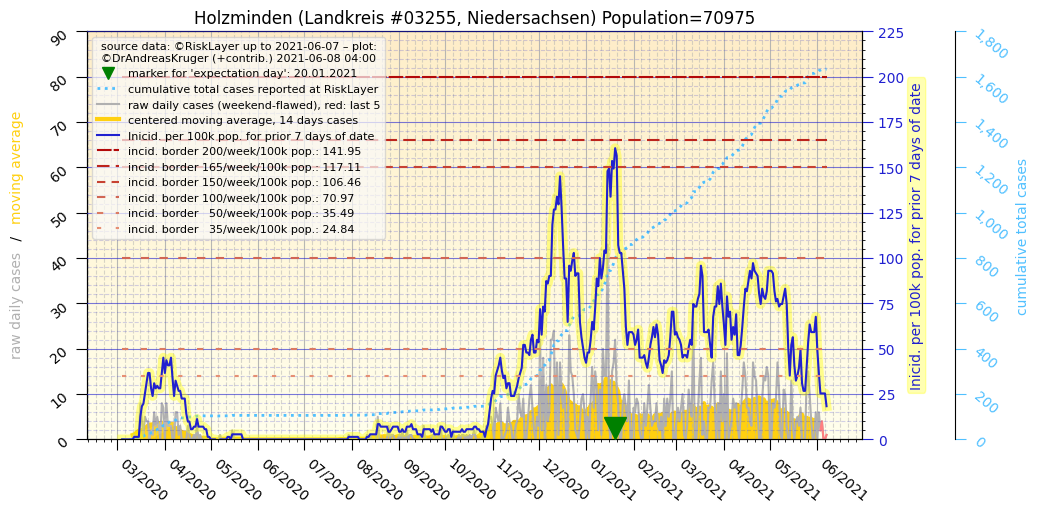 Holzminden (Landkreis #03255, Niedersachsen) Population=70975
source data: ©RiskLayer up to 2021-06-07 – plot:
©DrAndreasKruger (+contrib.) 2021-06-08 04:00
marker for 'expectation day': 20.01.2021
cumulative total cases reported at RiskLayer
raw daily cases (weekend-flawed), red: last 5
centered moving average, 14 days cases
Inicid. per 100k pop. for prior 7 days of date
incid. border 200/week/100k pop.: 141.95
incid. border 165/week/100k pop.: 117.11
incid. border 150/week/100k pop.: 106.46
incid. border 100/week/100k pop.: 70.97
incid. border   50/week/100k pop.: 35.49
incid. border   35/week/100k pop.: 24.84
raw daily cases / moving average
90
80
70
60
50
40
30
20
10
0
03/2020
04/2020
05/2020
06/2020
07/2020
08/2020
09/2020
10/2020
11/2020
12/2020
01/2021
02/2021
03/2021
04/2021
05/2021
06/2021
225
200
175
150
125
100
75
50
25
0
Inicid. per 100k pop. for prior 7 days of date
1,800
1,600
1,400
1,200
1,000
800
600
400
200
0
cumulative total cases